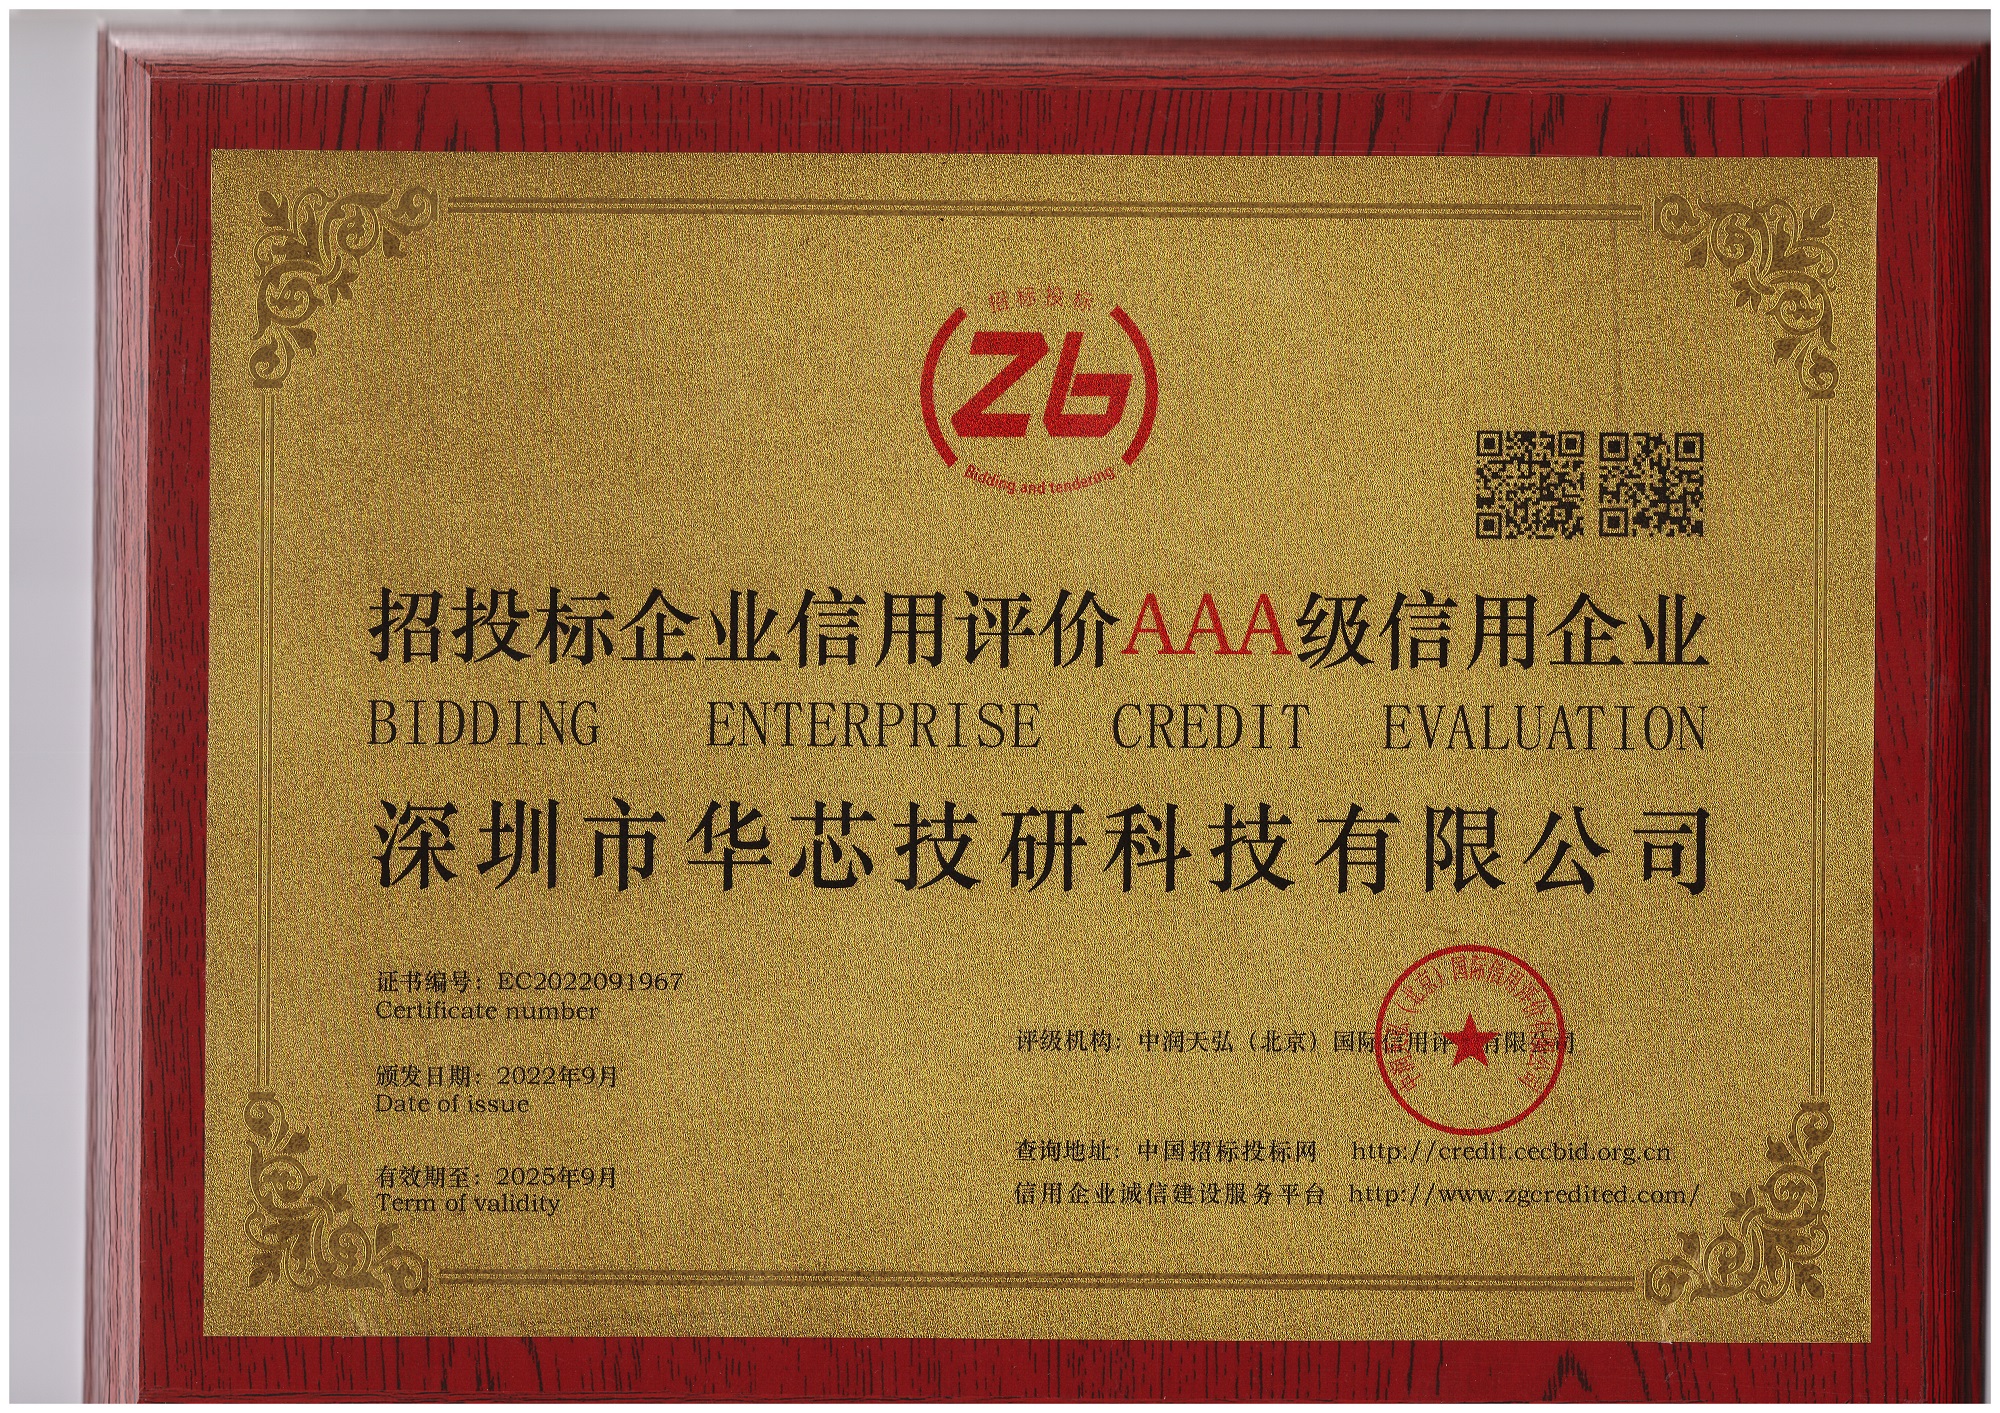 招标投标
Zb
Bidding and tendering
招投标企业信用评价AAA级信用企业
BIDDING ENTERPRISE CREDIT EVALUATION
深圳市华芯技研科技有限公司
证书编号：EC2022091967
Certificate number
颁发日期：2022年9月
Date of issue
有效期至：2025年9月
Term of validity
评级机构：中润天弘（北京）国际信用评价有限公司
查询地址：中国招标投标网 http://credit.cecbid.org.cn
信用企业诚信建设服务平台 http://www.zgcredited.com/